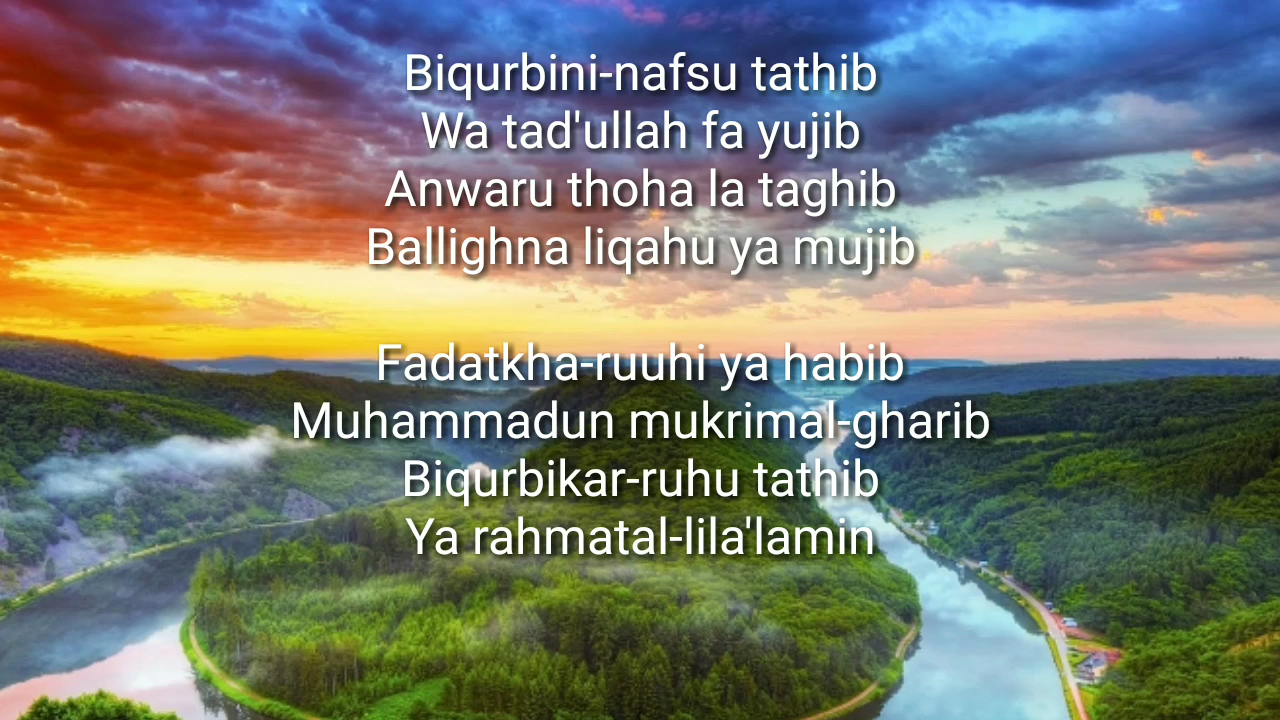 Biqurbini-nafsu tathib
Wa tad'ullah fa yujib
Anwaru thoha la taghib
Ballighna liqahu ya mujib
Fadatkha-ruuhi ya habib
Muhammadun mukrimal-gharib
Biqurbikar-ruhu tathib
Ya rahmatal-lila'lamin